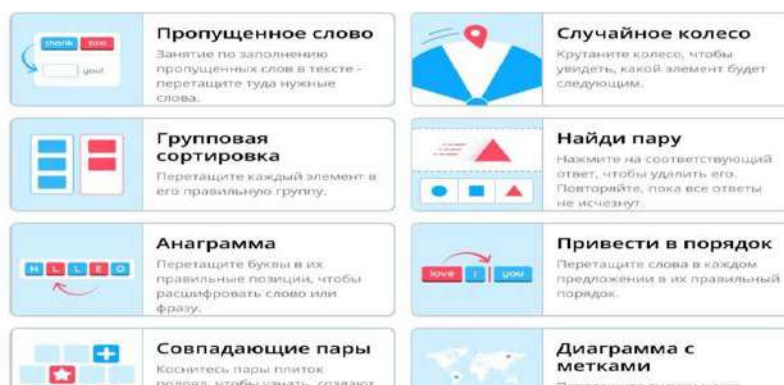 thank
you!
Пропущенное слово
Занятие по заполнению
пропущенных слов в тексте -
перетащите туда нужные
слова.
Случайное колесо
Крутаните колесо, чтобы
увидеть, какой элемент будет
следующим.
Групповая
сортировка
Перетащите каждый элемент в
его правильную группу.
Найди пару
Нажмите на соответствующий
ответ, чтобы удалить его.
Повторяйте, пока все ответы
не исчезнут.
H L L E O
Анаграмма
Перетащите буквы в их
правильные позиции, чтобы
расшифровать слово или
фразу.
love I you
Привести в порядок
Перетащите слова в каждом
предложении в их правильный
порядок.
Совпадающие пары
Коснитесь пары плиток
Диаграмма с
метками